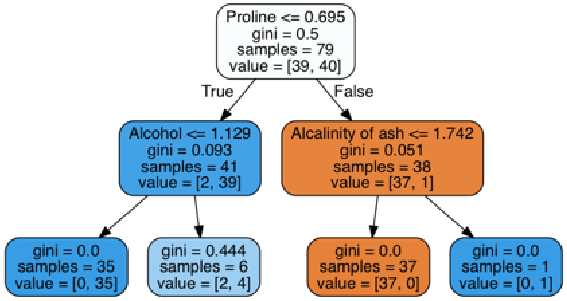 Proline <= 0.695
gini = 0.5
samples = 79
value = [39, 40]
True
False
Alcohol <= 1.129
gini = 0.093
samples = 41
value = [2, 39]
Alcalinity of ash <= 1.742
gini = 0.051
samples = 38
value = [37, 1]
gini = 0.0
samples = 35
value = [0, 35]
gini = 0.444
samples = 6
value = [2, 4]
gini = 0.0
samples = 37
value = [37, 0]
gini = 0.0
samples = 1
value = [0, 1]